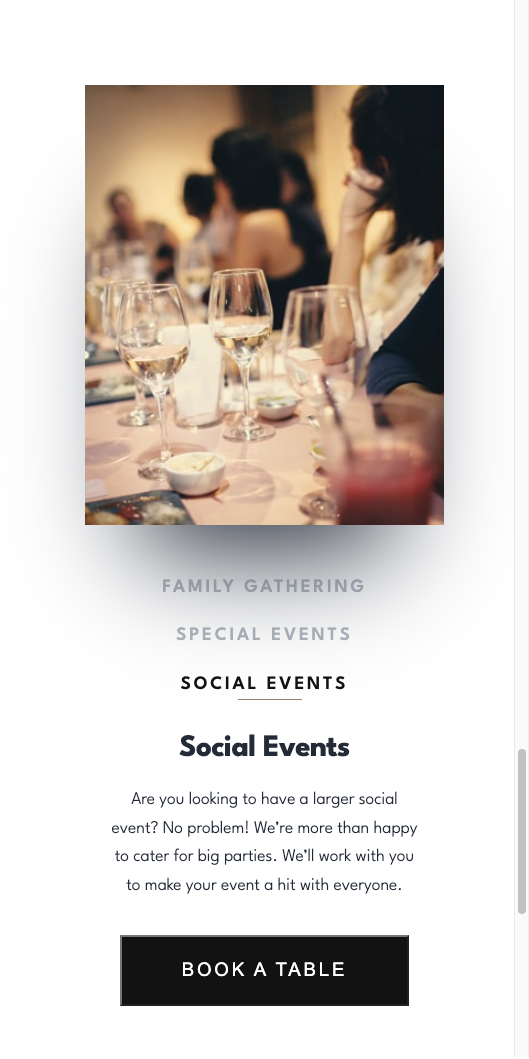 FAMILY GATHERING
SPECIAL EVENTS
SOCIAL EVENTS
Social Events
Are you looking to have a larger social
event? No problem! We’re more than happy
to cater for big parties. We’ll work with you
to make your event a hit with everyone.
BOOK A TABLE